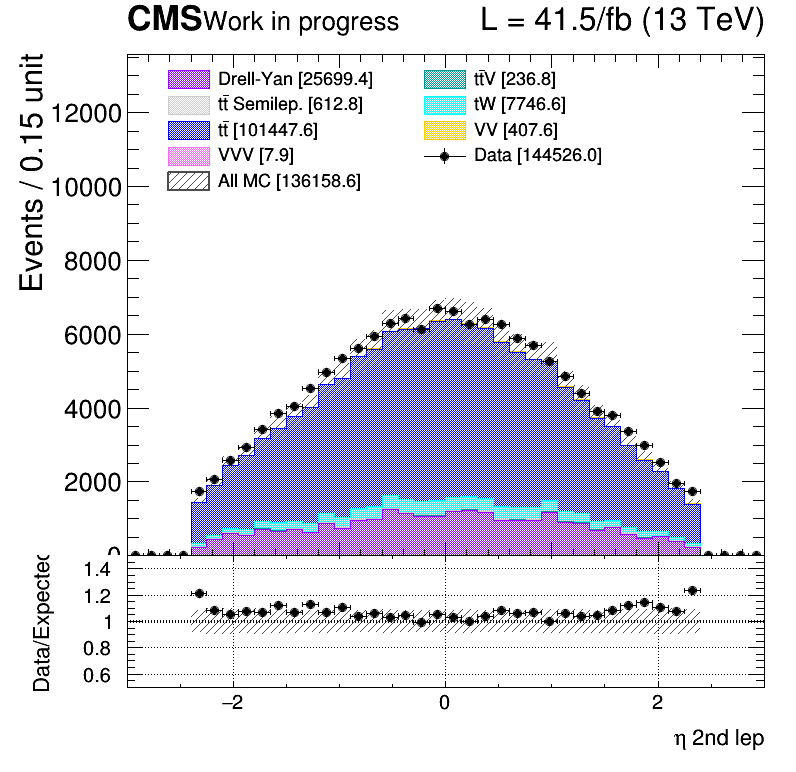 CMS Work in progress L = 41.5/fb (13 TeV)
Drell-Yan [25699.4] tt̄V [236.8]
tt̄ Semilep. [612.8] tW [7746.6]
tt̄ [101447.6] VV [407.6]
VVV [7.9] Data [144526.0]
All MC [136158.6]
Events / 0.15 unit
12000
10000
8000
6000
4000
2000
0
Data/Expected
1.4
1.2
1
0.8
0.6
−2 0 2
η 2nd lep